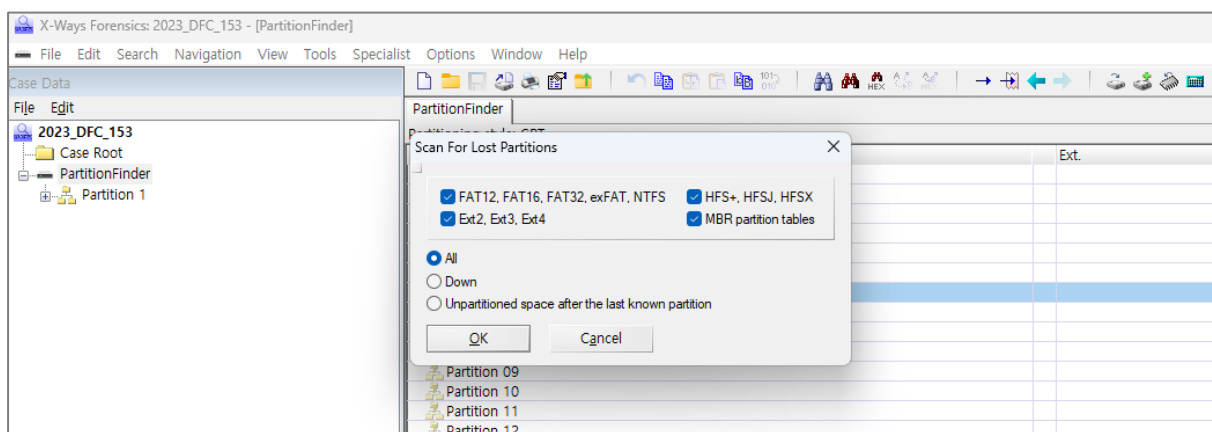 X-Ways Forensics: 2023_DFC_153 - [PartitionFinder]
File Edit Search Navigation View Tools Specialist Options Window Help
Case Data
File Edit
2023_DFC_153
Case Root
PartitionFinder
Partition 1
PartitionFinder
Ext.
Scan For Lost Partitions
FAT12, FAT16, FAT32, exFAT, NTFS
HFS+, HFSJ, HFSX
Ext2, Ext3, Ext4
MBR partition tables
All
Down
Unpartitioned space after the last known partition
OK
Cancel
Partition 09
Partition 10
Partition 11
Partition 12